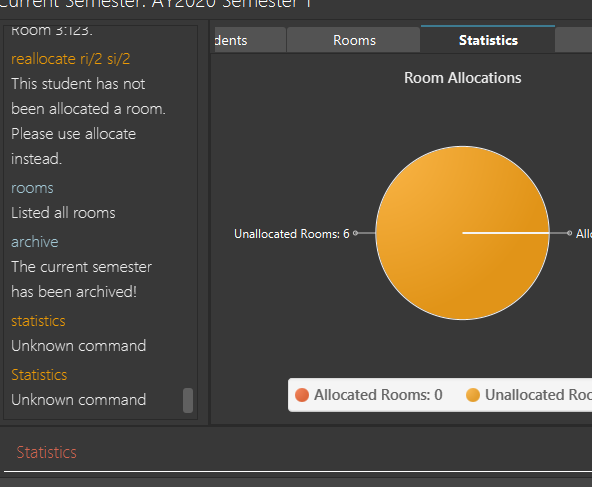 Current Semester: AY2020 Semester 1
Room 3:123.
reallocate ri/2 si/2
This student has not
been allocated a room.
Please use allocate
instead.
rooms
Listed all rooms
archive
The current semester
has been archived!
statistics
Unknown command
Statistics
Unknown command
Statistics
dents
Rooms
Statistics
Room Allocations
Unallocated Rooms: 6
All
Allocated Rooms: 0
Unallocated Roo